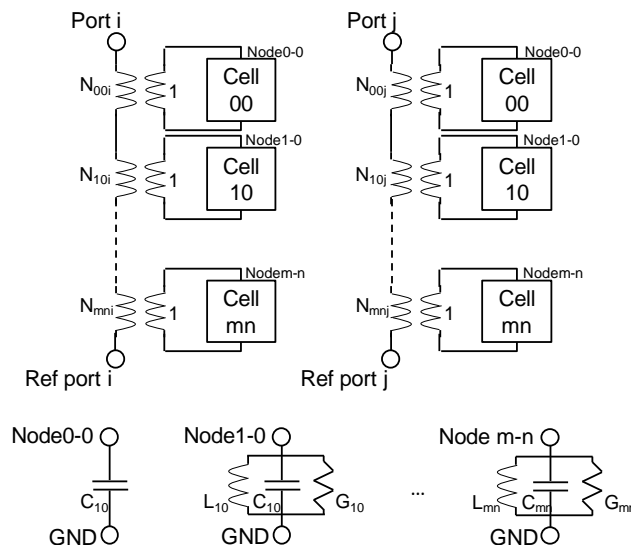 Port i
Port j
Node0-0
Node0-0
N00i
1
Cell
00
N00j
1
Cell
00
Node1-0
Node1-0
N10i
1
Cell
10
N10j
1
Cell
10
Nodem-n
Nodem-n
Nmni
1
Cell
mn
Nmnj
1
Cell
mn
Ref port i
Ref port j
Node0-0
Node1-0
Node m-n
C10
L10
C10
G10
...
Lmn
Cmn
Gmn
GND
GND
GND